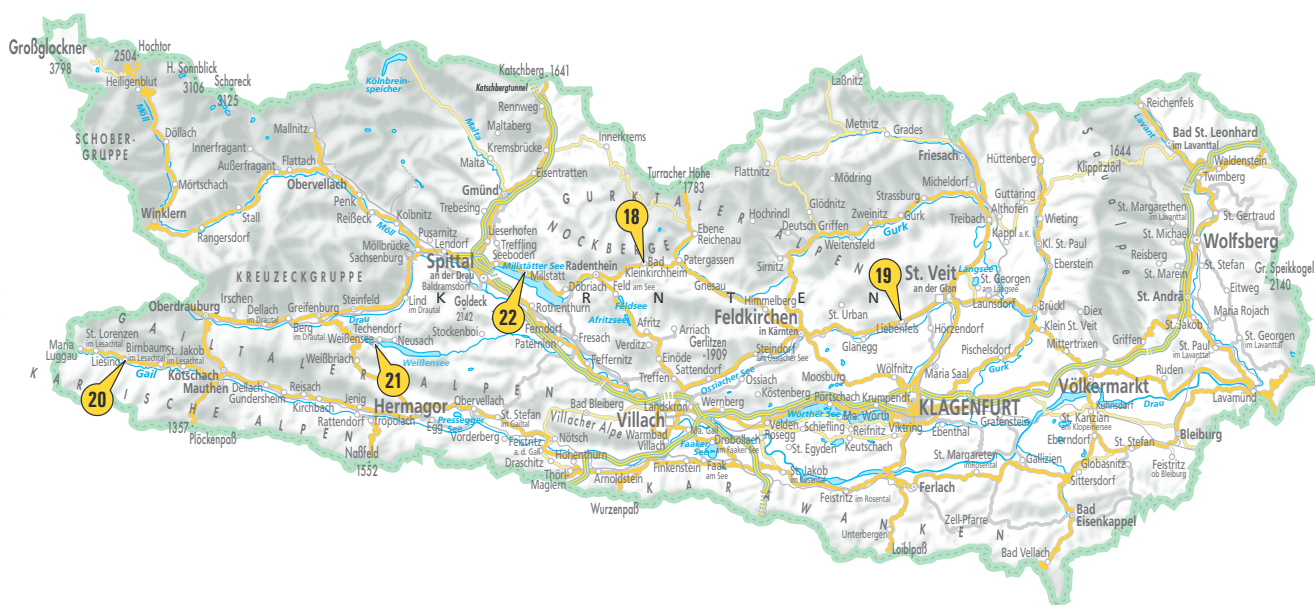 Großglockner
3798
Hochtor
2504
Heiligenblut
H. Sonnblick
3106
Schareck
3125
Möll
SCHOBER-
GRUPPE
Döllach
Innerfragant
Außerfragant
Mallnitz
Flattach
Obervellach
Mörtschach
Stall
Winklern
Rangersdorf
Penk
Reißeck
Kolbnitz
Möll
Möllbrücke
Sachsenburg
Pusarnitz
Lendorf
Kölnbrein-
speicher
Malta
Katschberg, 1641
Katschbergtunnel
Rennweg
Maltaberg
Kremsbrücke
Malta
Innerkrems
Eisentratten
Gmünd
Trebesing
Lieserhofen
Treffling
Seeboden
Spittal
an der Drau
Baldramsdorf
Millstätter See
Millstatt
Goldeck
2142
GURKTALER ALPEN
NOCKBERGE
Turracher Höhe
1783
18
Ebene
Reichenau
Patergassen
Bad
Kleinkirchheim
Radenthein
Döbriach
Feld am See
Feldsee
Afritzsee
Afritz
Verditz
Arriach
Gerlitzen
1909
Einöde
Sattendorf
Treffen
Gnesau
Himmelberg
Feldkirchen
in Kärnten
Steindorf
am Ossiacher See
Ossiacher See
Ossiach
KÄRNTEN
Laßnitz
Metnitz
Grades
Flattnitz
Mödring
Friesach
Micheldorf
Hochrindl
Glödnitz
Deutsch Griffen
Zweinitz
Strassburg
Gurk
Gurk
Weitensfeld
Sirnitz
Treibach
Hüttenberg
Guttaring
Althofen
Kappl a.K.
Wieting
Kl. St. Paul
Eberstein
19
St. Veit
an der Glan
Längsee
St. Georgen
am Längsee
Launsdorf
St. Urban
Liebenfels
Glanegg
Hörzendorf
Brückl
Klein St. Veit
Mittertrixen
Diex
Griffen
Pischelsdorf
Gurk
Saualpe
1644
Klippitztörl
Reichenfels
Lavant
Bad St. Leonhard
im Lavanttal
Waldenstein
Twimberg
St. Gertraud
St. Margarethen
im Lavanttal
St. Michael
Reisberg
St. Marein
Wolfsberg
St. Stefan
Gr. Speikkogel
2140
Eitweg
St. Andrä
Maria Rojach
St. Jakob
St. Georgen
im Lavanttal
St. Paul
im Lavanttal
Ruden
Lavamünd
KREUZECKGRUPPE
Oberdrauburg
Irschen
Dellach
im Drautal
Greifenburg
Steinfeld
Berg
im Drautal
Drau
Lind
im Drautal
Techendorf
Weißensee
Neusach
Stockenboi
Weißensee
Weißbriach
21
22
Rothenthurn
Ferndorf
Paternion
Fresach
Feffernitz
GAILTALER ALPEN
Maria
Luggau
St. Lorenzen
im Lesachtal
Birnbaum
im Lesachtal
Liesing
St. Jakob
im Lesachtal
20
Gail
Kötschach
Mauthen
Dellach
Gundersheim
Reisach
Kirchbach
Jenig
Rattendorf
Hermagor
Tröpolach
Obervellach
Egg
Pressegger
See
Vorderberg
St. Stefan
im Gailtal
Feistritz
a. d. Gail
Draschitz
Nötsch
Hohenthurn
Thörl-
Maglern
KARNISCHE ALPEN
1357
Plöckenpaß
Naßfeld
1552
Bad Bleiberg
Villacher Alpe
Villach
Warmbad
Villach
Landskron
Wernberg
Köstenberg
Ma. Gail
Faaker
See
Drobollach
am Faaker See
Faak
am See
Finkenstein
Arnoldstein
Wurzenpaß
Velden
Rosegg
Moosburg
Pörtschach
Krumpendf.
Wörther See
Ma. Wörth
Schiefling
Reifnitz
St. Egyden
Keutschach
Viktring
Wölfnitz
Maria Saal
KLAGENFURT
Ebenthal
Grafenstein
Völkermarkt
Kühnsdorf
Drau
St. Kanzian
Klopeinersee
Eberndorf
St. Stefan
Bleiburg
Feistritz
ob Bleiburg
Globasnitz
Sittersdorf
Gallizien
St. Margareten
im Rosental
St. Jakob
im Rosental
Feistritz im Rosental
Ferlach
KARAWANKEN
Unterbergen
Loiblpaß
Zell-Pfarre
Bad
Eisenkappel
Bad Vellach